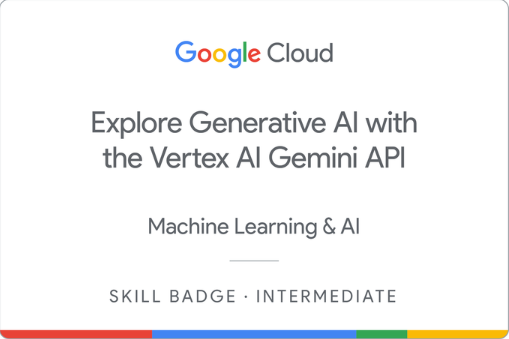 Google Cloud
Explore Generative AI with
the Vertex AI Gemini API
Machine Learning & AI
SKILL BADGE · INTERMEDIATE